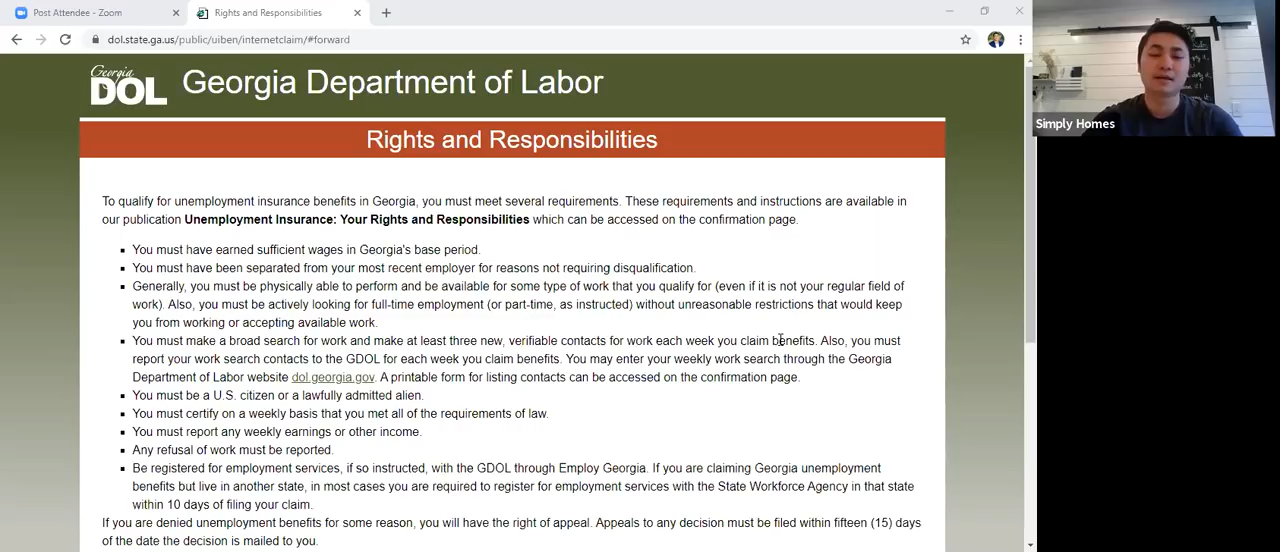 Post Attendee - Zoom
Rights and Responsibilities
dol.state.ga.us/public/uiben/internetclaim/#forward
Georgia
DOL
Georgia Department of Labor
Simply Homes
Rights and Responsibilities
To qualify for unemployment insurance benefits in Georgia, you must meet several requirements. These requirements and instructions are available in
our publication Unemployment Insurance: Your Rights and Responsibilities which can be accessed on the confirmation page.
You must have earned sufficient wages in Georgia's base period.
You must have been separated from your most recent employer for reasons not requiring disqualification.
Generally, you must be physically able to perform and be available for some type of work that you qualify for (even if it is not your regular field of
work). Also, you must be actively looking for full-time employment (or part-time, as instructed) without unreasonable restrictions that would keep
you from working or accepting available work.
You must make a broad search for work and make at least three new, verifiable contacts for work each week you claim benefits. Also, you must
report your work search contacts to the GDOL for each week you claim benefits. You may enter your weekly work search through the Georgia
Department of Labor website dol.georgia.gov. A printable form for listing contacts can be accessed on the confirmation page.
You must be a U.S. citizen or a lawfully admitted alien.
You must certify on a weekly basis that you met all of the requirements of law.
You must report any weekly earnings or other income.
Any refusal of work must be reported.
Be registered for employment services, if so instructed, with the GDOL through Employ Georgia. If you are claiming Georgia unemployment
benefits but live in another state, in most cases you are required to register for employment services with the State Workforce Agency in that state
within 10 days of filing your claim.
If you are denied unemployment benefits for some reason, you will have the right of appeal. Appeals to any decision must be filed within fifteen (15) days
of the date the decision is mailed to you.